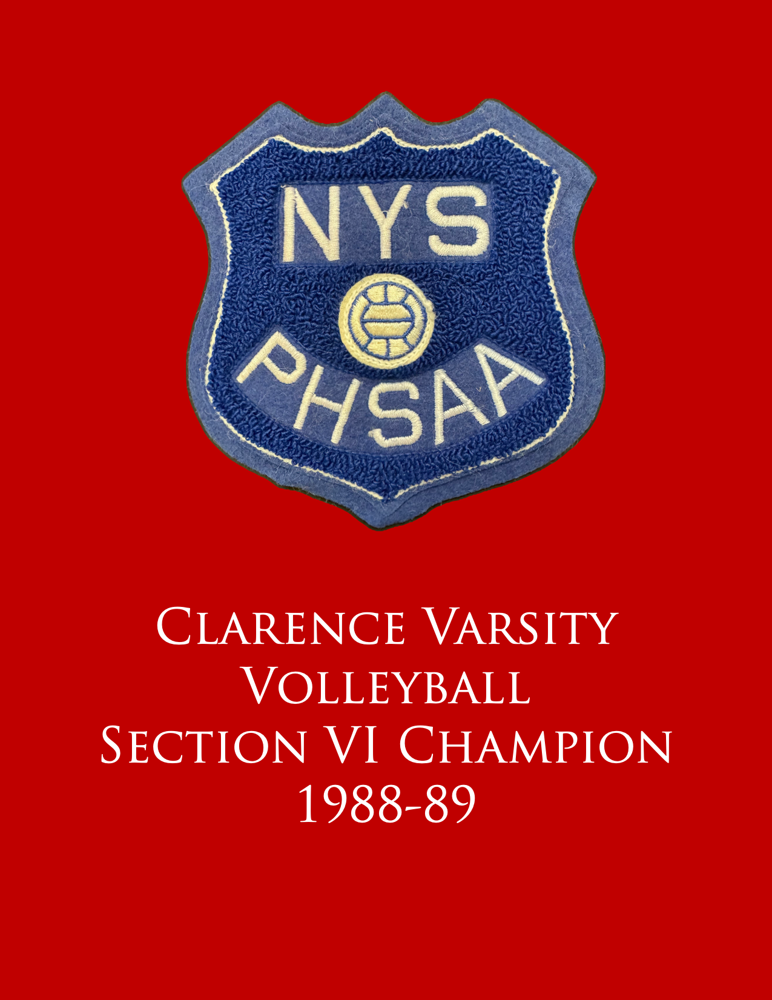 NYS
PHSAA
Clarence Varsity
Volleyball
Section VI Champion
1988-89